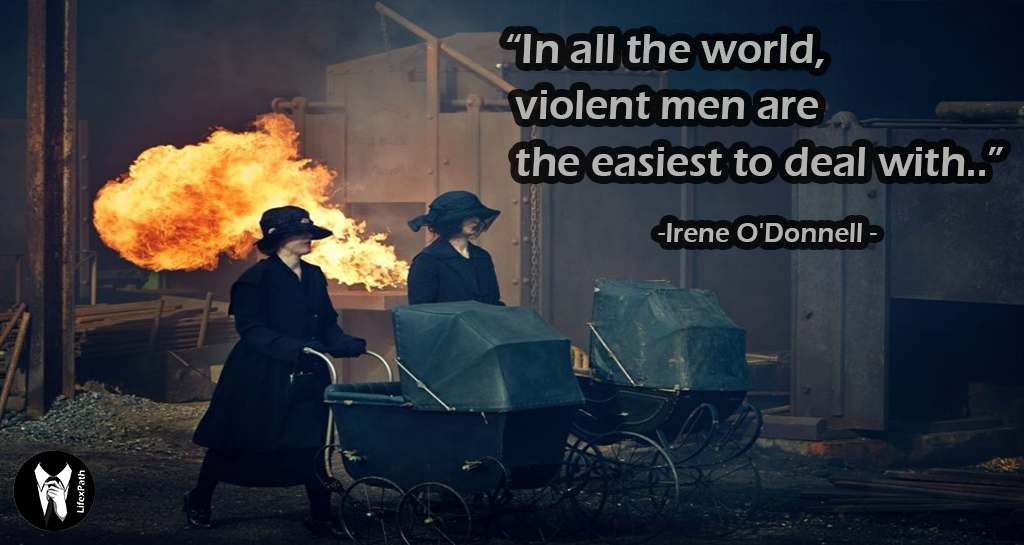 “In all the world,
violent men are
the easiest to deal with..”
-Irene O'Donnell -
LifexPath